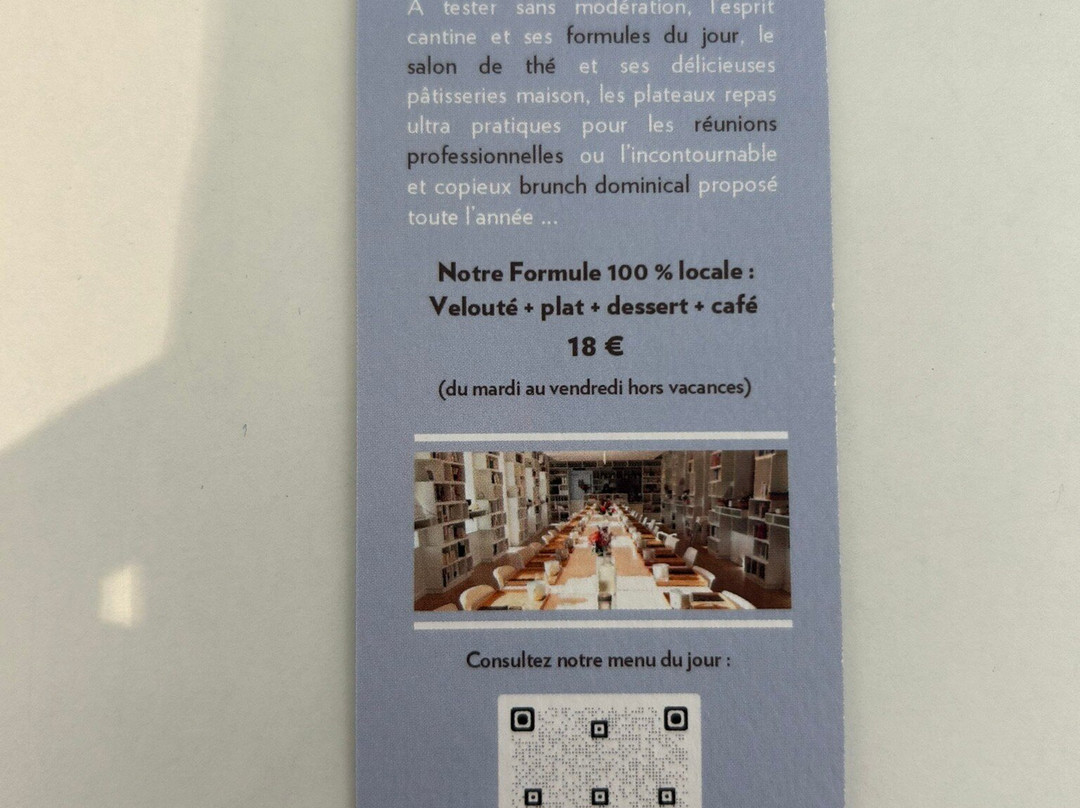 A tester sans modération, l'esprit
cantine et ses formules du jour, le
salon de thé et ses délicieuses
pâtisseries maison, les plateaux repas
ultra pratiques pour les réunions
professionnelles ou l'incontournable
et copieux brunch dominical proposé
toute l'année ...
Notre Formule 100 % locale :
Velouté + plat + dessert + café
18 €
(du mardi au vendredi hors vacances)
Consultez notre menu du jour :